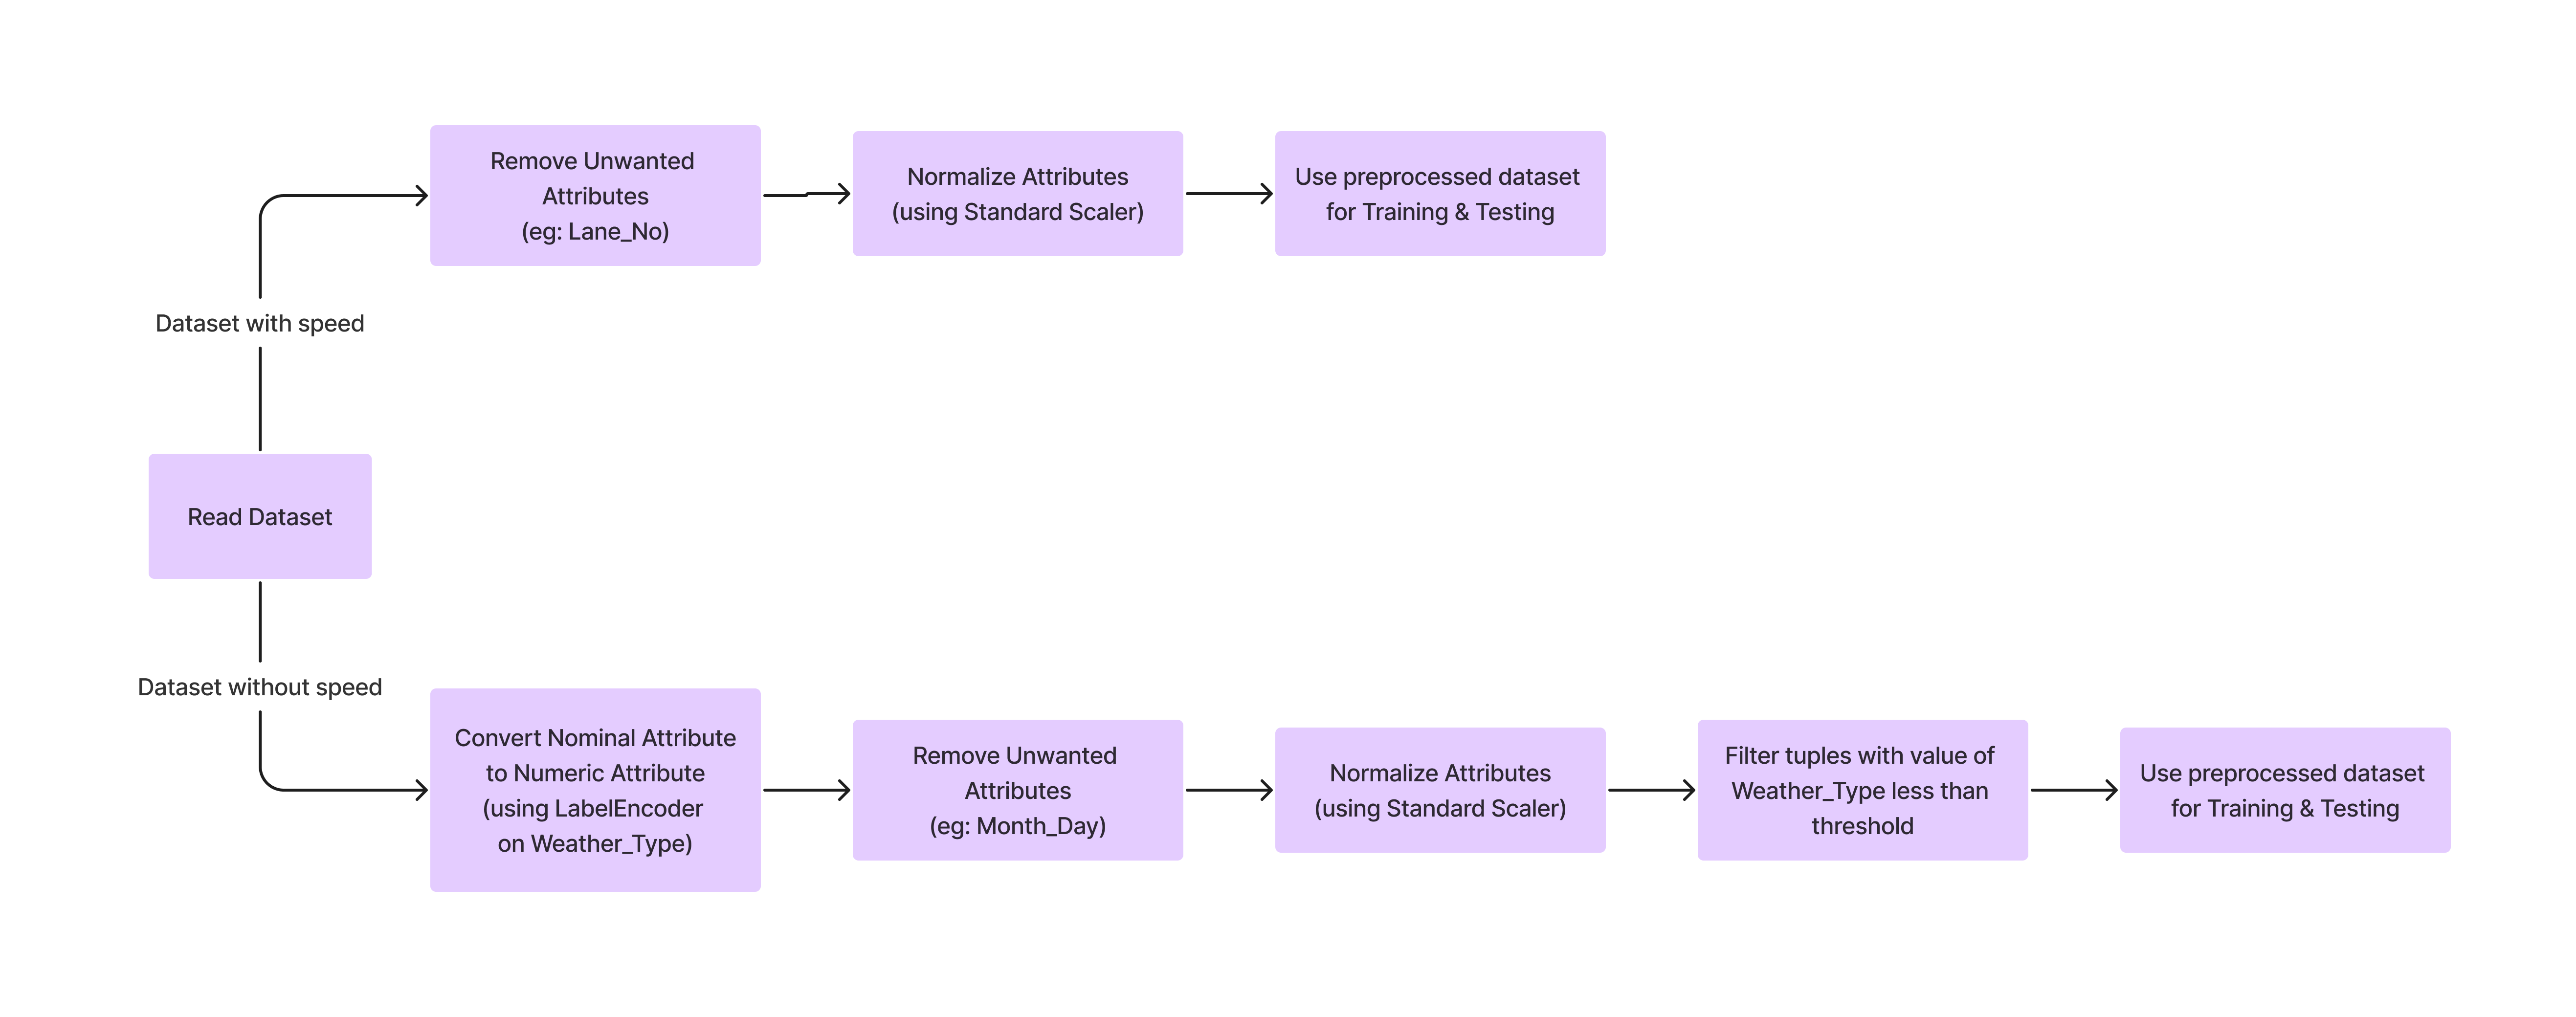 Remove Unwanted
Attributes
(eg: Lane_No)
Normalize Attributes
(using Standard Scaler)
Use preprocessed dataset
for Training & Testing
Dataset with speed
Read Dataset
Dataset without speed
Convert Nominal Attribute
to Numeric Attribute
(using LabelEncoder
on Weather_Type)
Remove Unwanted
Attributes
(eg: Month_Day)
Normalize Attributes
(using Standard Scaler)
Filter tuples with value of
Weather_Type less than
threshold
Use preprocessed dataset
for Training & Testing